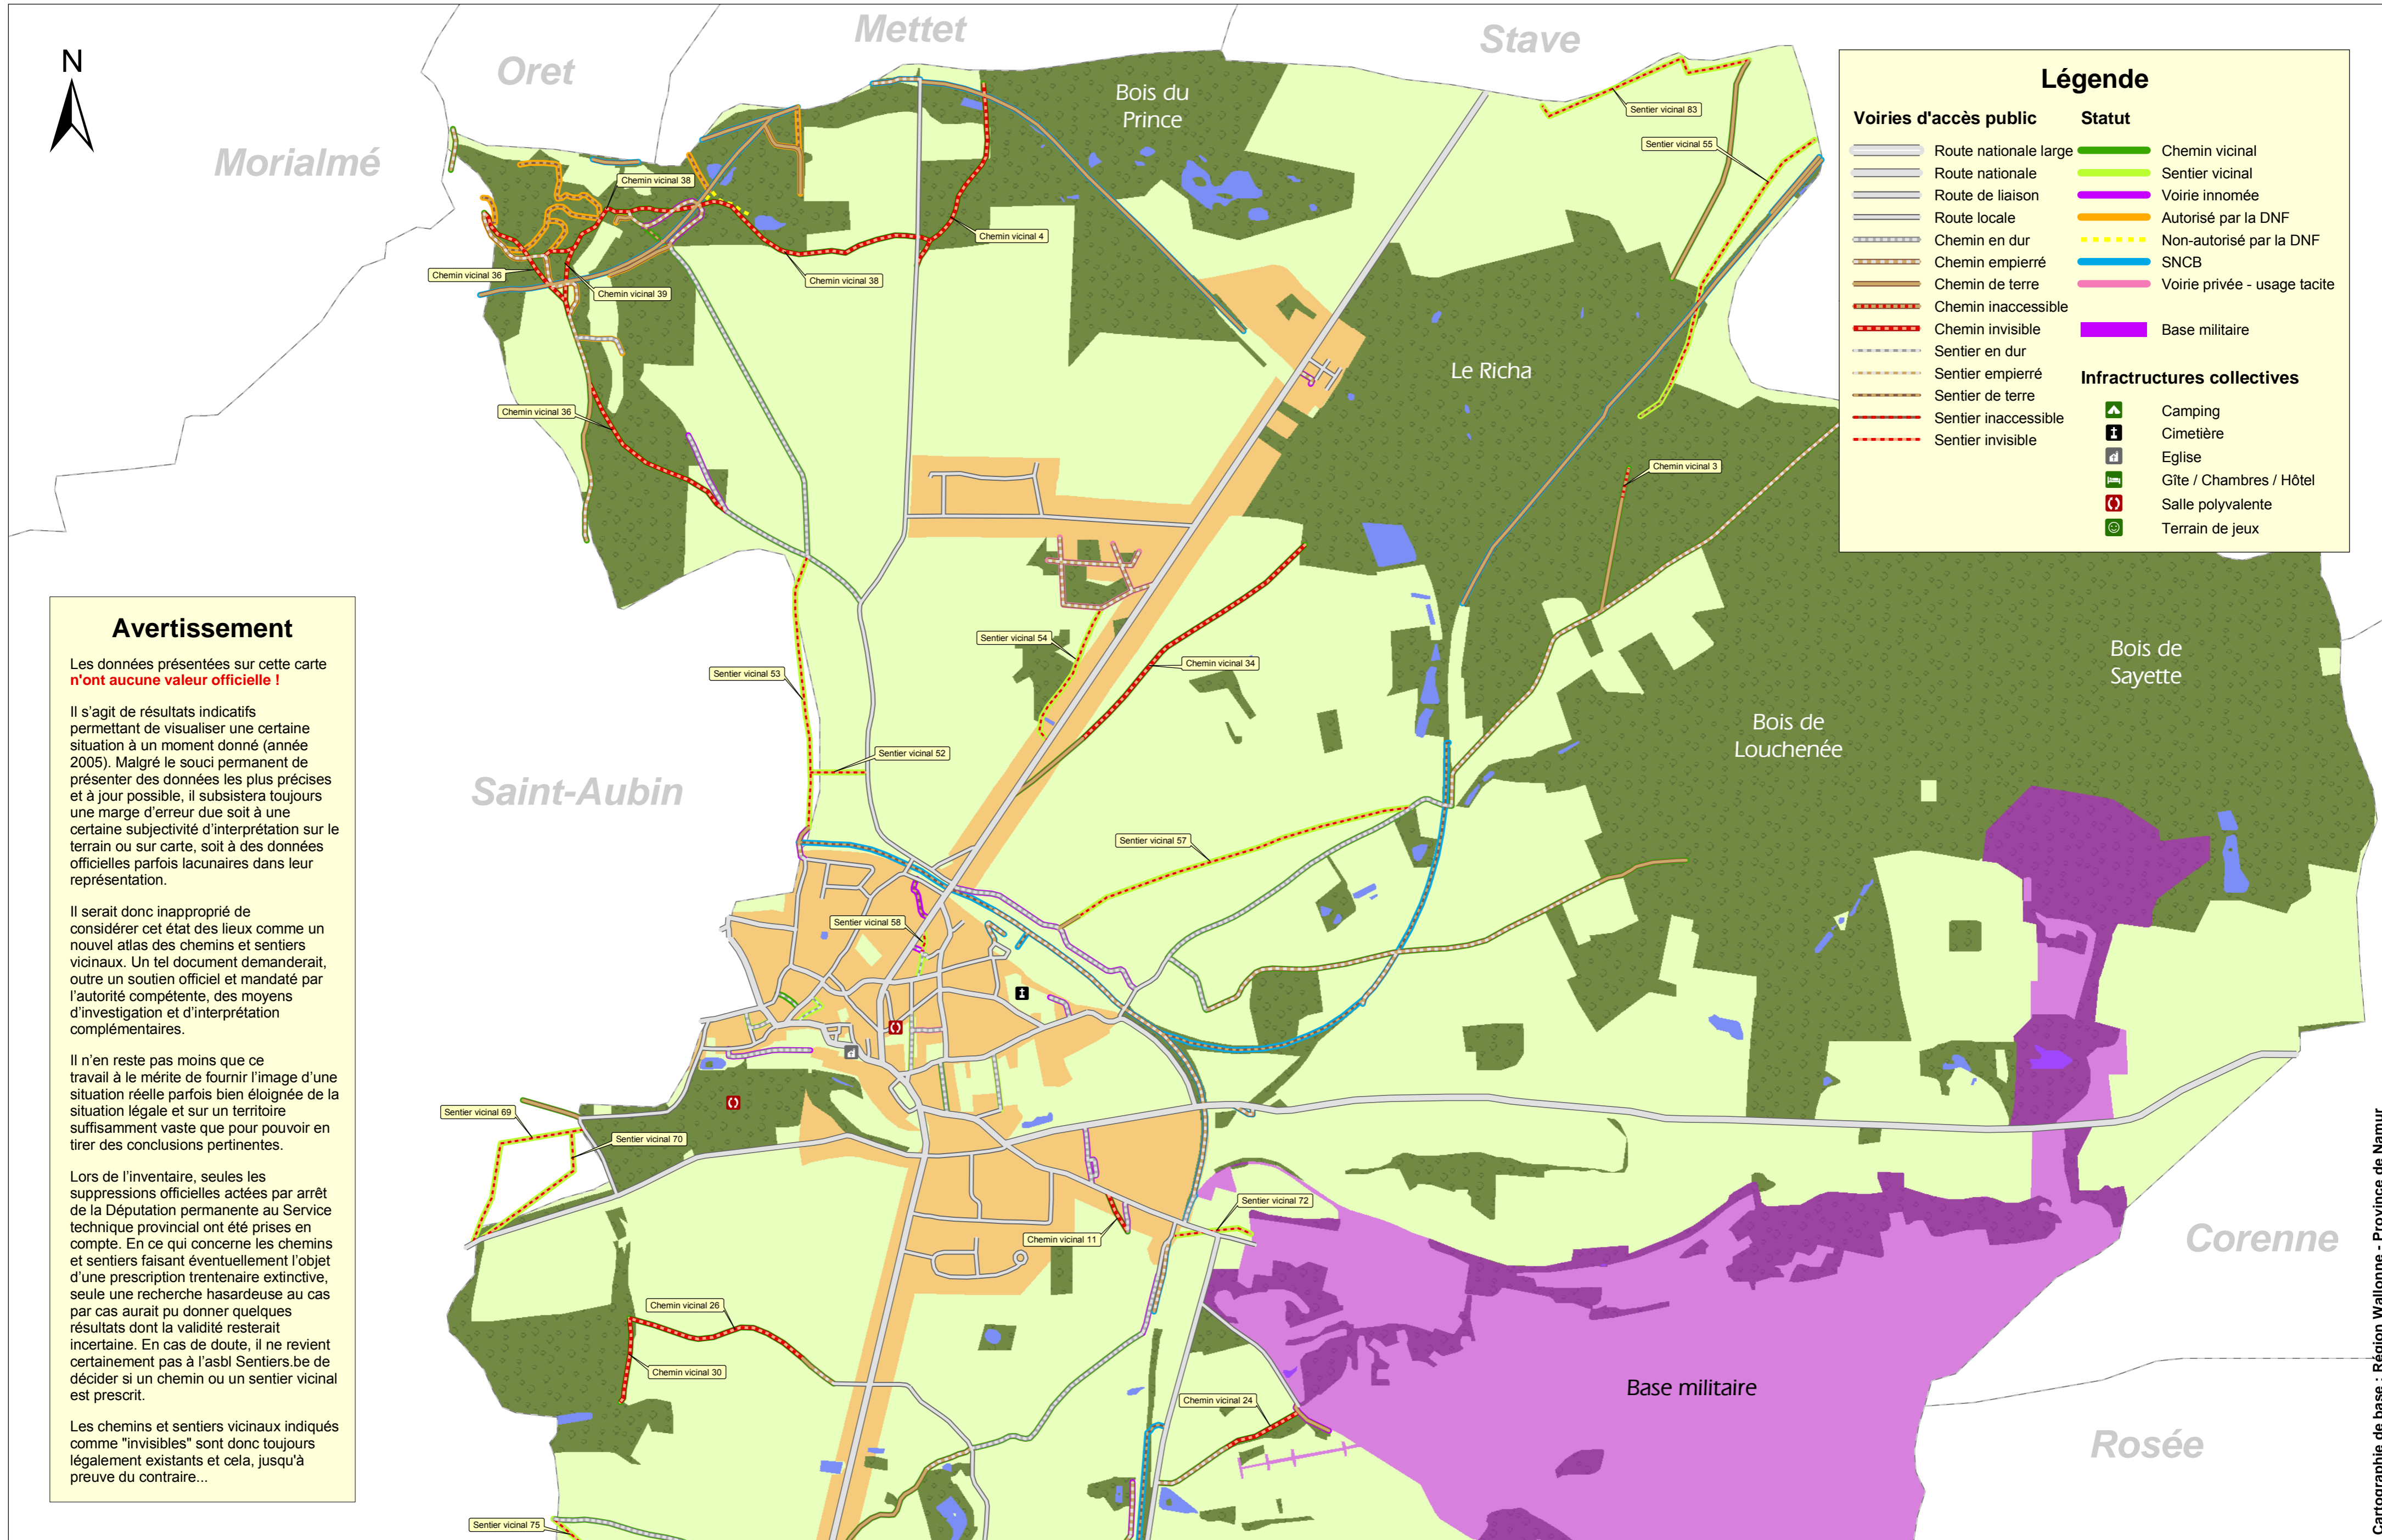 N
Oret
Mettet
Stave
Morialmé
Saint-Aubin
Corenne
Rosée
Bois du
Prince
Le Richa
Bois de
Sayette
Bois de
Louchenée
Base militaire
Sentier vicinal 83
Sentier vicinal 55
Chemin vicinal 38
Chemin vicinal 4
Chemin vicinal 36
Chemin vicinal 39
Chemin vicinal 38
Chemin vicinal 36
Chemin vicinal 3
Sentier vicinal 54
Chemin vicinal 34
Sentier vicinal 53
Sentier vicinal 52
Sentier vicinal 57
Sentier vicinal 58
Sentier vicinal 69
Sentier vicinal 70
Sentier vicinal 72
Chemin vicinal 11
Chemin vicinal 26
Chemin vicinal 30
Chemin vicinal 24
Sentier vicinal 75
Légende
Voiries d'accès public
Route nationale large
Route nationale
Route de liaison
Route locale
Chemin en dur
Chemin empierré
Chemin de terre
Chemin inaccessible
Chemin invisible
Sentier en dur
Sentier empierré
Sentier de terre
Sentier inaccessible
Sentier invisible
Statut
Chemin vicinal
Sentier vicinal
Voirie innomée
Autorisé par la DNF
Non-autorisé par la DNF
SNCB
Voirie privée - usage tacite
Base militaire
Infractructures collectives
Camping
Cimetière
Eglise
Gîte / Chambres / Hôtel
Salle polyvalente
Terrain de jeux
Avertissement
Les données présentées sur cette carte
n'ont aucune valeur officielle !
Il s'agit de résultats indicatifs
permettant de visualiser une certaine
situation à un moment donné (année
2005). Malgré le souci permanent de
présenter des données les plus précises
et à jour possible, il subsistera toujours
une marge d'erreur due soit à une
certaine subjectivité d'interprétation sur le
terrain ou sur carte, soit à des données
officielles parfois lacunaires dans leur
représentation.
Il serait donc inapproprié de
considérer cet état des lieux comme un
nouvel atlas des chemins et sentiers
vicinaux. Un tel document demanderait,
outre un soutien officiel et mandaté par
l'autorité compétente, des moyens
d'investigation et d'interprétation
complémentaires.
Il n'en reste pas moins que ce
travail à le mérite de fournir l'image d'une
situation réelle parfois bien éloignée de la
situation légale et sur un territoire
suffisamment vaste que pour pouvoir en
tirer des conclusions pertinentes.
Lors de l'inventaire, seules les
suppressions officielles actées par arrêt
de la Députation permanente au Service
technique provincial ont été prises en
compte. En ce qui concerne les chemins
et sentiers faisant éventuellement l'objet
d'une prescription trentenaire extinctive,
seule une recherche hasardeuse au cas
par cas aurait pu donner quelques
résultats dont la validité resterait
incertaine. En cas de doute, il ne revient
certainement pas à l'asbl Sentiers.be de
décider si un chemin ou un sentier vicinal
est prescrit.
Les chemins et sentiers vicinaux indiqués
comme "invisibles" sont donc toujours
légalement existants et cela, jusqu'à
preuve du contraire...
Cartographie de base : Région Wallonne - Province de Namur